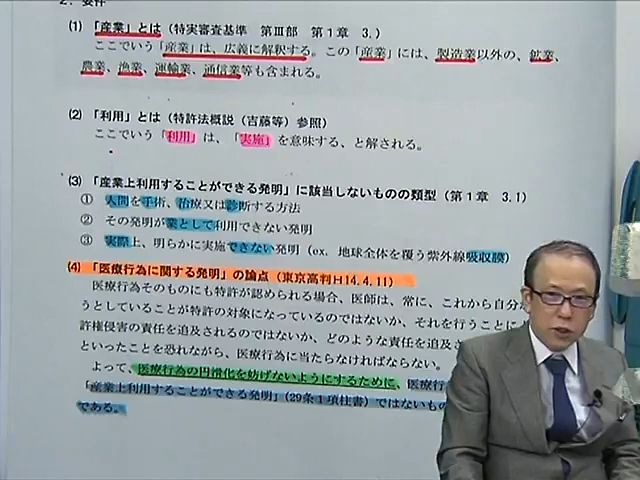 2. 要件
(1) 「産業」とは（特実審査基準　第Ⅲ部　第1章　3.）
ここでいう「産業」は、広義に解釈する。この「産業」には、製造業以外の、鉱業、
農業、漁業、運輸業、通信業等も含まれる。
(2) 「利用」とは（特許法概説（吉藤等）参照）
ここでいう「利用」は、「実施」を意味する、と解される。
(3) 「産業上利用することができる発明」に該当しないものの類型（第1章　3.1）
① 人間を手術、治療又は診断する方法
② その発明が業として利用できない発明
③ 実際上、明らかに実施できない発明（ex. 地球全体を覆う紫外線吸収膜）
(4) 「医療行為に関する発明」の論点（東京高判H14.4.11）
医療行為そのものにも特許が認められる場合、医師は、常に、これから自分
うとしていることが特許の対象になっているのではないか、それを行うことに
許権侵害の責任を追及されるのではないか、どのような責任を追及さ
といったことを恐れながら、医療行為に当たらなければならない。
よって、医療行為の円滑化を妨げないようにするために、医療行
「産業上利用することができる発明」（29条1項柱書）ではないもの
である。